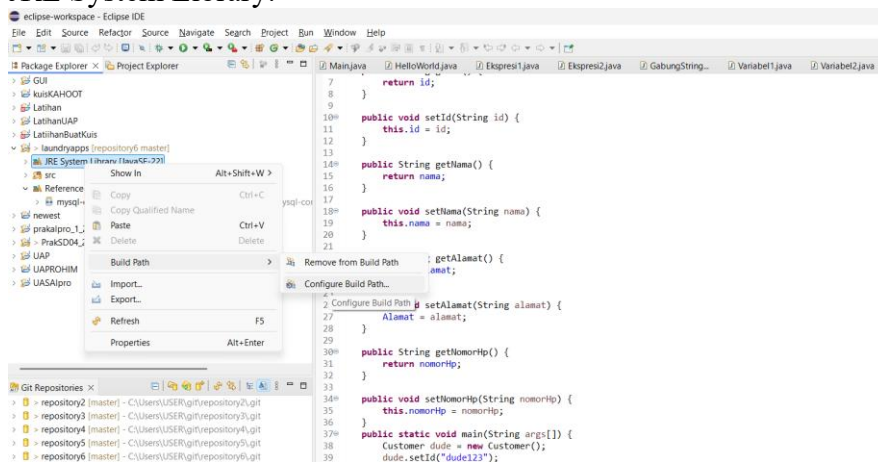 JRE System Library.
eclipse-workspace - Eclipse IDE
File Edit Source Refactor Source Navigate Search Project Run Window Help
Package Explorer Project Explorer
GUI
kuisKAHOOT
Latihan
LatihanUAP
LatiihanBuatKuis
> laundryapps [repository6 master]
JRE System Library [JavaSE-22]
src
Reference
mysql-
newest
prakalpro_1_
> PrakSD04_2
UAP
UAPROHIM
UASAlpro
Show In Alt+Shift+W >
Copy Ctrl+C
Copy Qualified Name
Paste Ctrl+V
Delete Delete
Build Path >
Import...
Export...
Refresh F5
Properties Alt+Enter
Remove from Build Path
Configure Build Path...
Configure Build Path
Git Repositories
> repository2 [master] - C:\Users\USER\git\repository2\.git
> repository3 [master] - C:\Users\USER\git\repository3\.git
> repository4 [master] - C:\Users\USER\git\repository4\.git
> repository5 [master] - C:\Users\USER\git\repository5\.git
> repository6 [master] - C:\Users\USER\git\repository6\.git
Main.java HelloWorld.java Ekspresi1.java Ekspresi2.java GabungString... Variabel1.java Variabel2.java
7 return id;
8 }
9
10 public void setId(String id) {
11 this.id = id;
12 }
13
14 public String getNama() {
15 return nama;
16 }
17
18 public void setNama(String nama) {
19 this.nama = nama;
20 }
21
getAlamat() {
amat;
d setAlamat(String alamat) {
27 Alamat = alamat;
28 }
29
30 public String getNomorHp() {
31 return nomorHp;
32 }
33
34 public void setNomorHp(String nomorHp) {
35 this.nomorHp = nomorHp;
36 }
37 public static void main(String args[]) {
38 Customer dude = new Customer();
39 dude.setId("dude123");